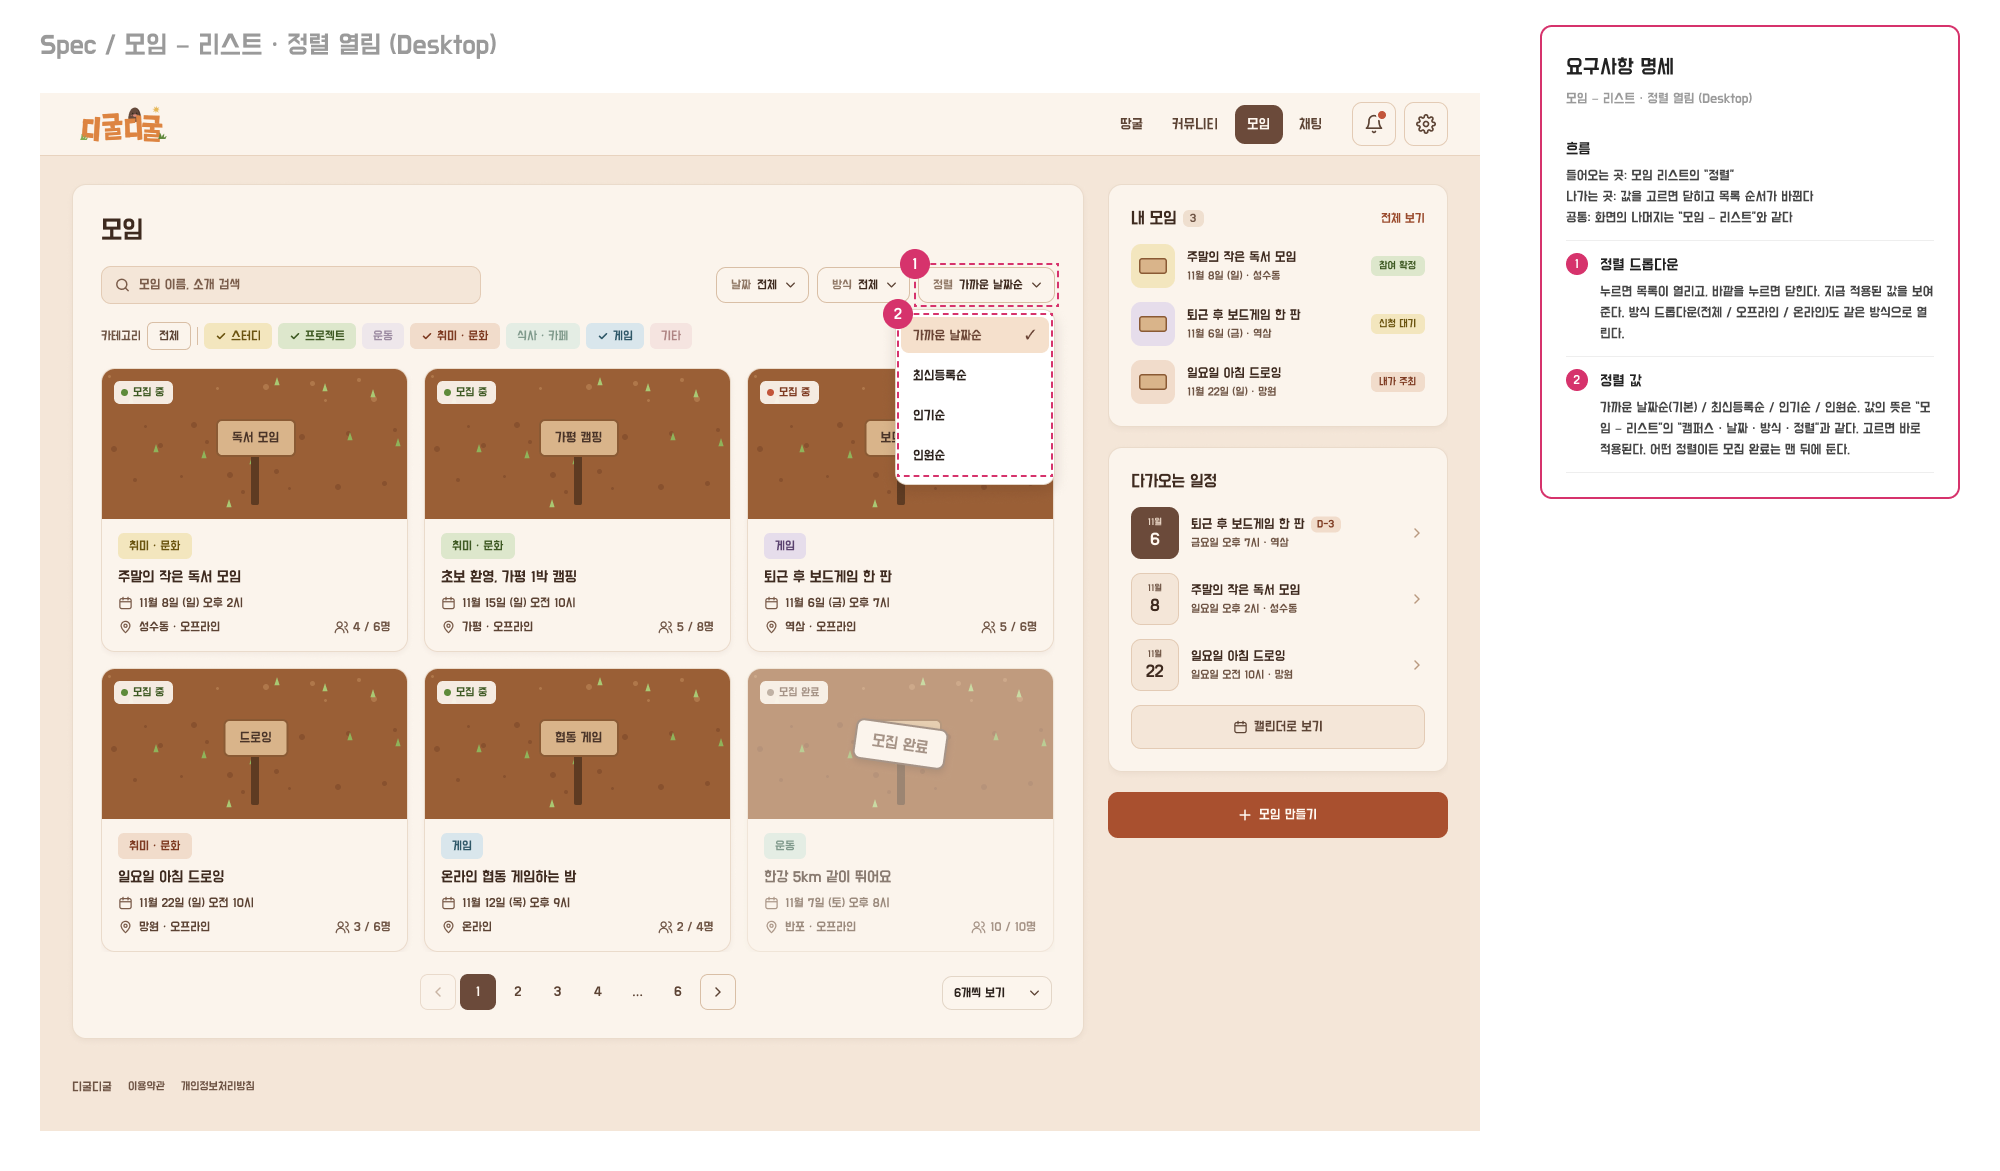 Spec / 모임 – 리스트 · 정렬 열림 (Desktop)
디굴디굴
땅굴
커뮤니티
모임
채팅
모임
모임 이름, 소개 검색
날짜 전체
방식 전체
1
정렬 가까운 날짜순
카테고리
전체
스터디
프로젝트
운동
취미 · 문화
식사 · 카페
게임
기타
2
가까운 날짜순
최신등록순
인기순
인원순
모집 중
독서 모임
취미 · 문화
주말의 작은 독서 모임
11월 8일 (일) 오후 2시
성수동 · 오프라인
4 / 6명
모집 중
가평 캠핑
취미 · 문화
초보 환영, 가평 1박 캠핑
11월 15일 (일) 오전 10시
가평 · 오프라인
5 / 8명
모집 중
게임
퇴근 후 보드게임 한 판
11월 6일 (금) 오후 7시
역삼 · 오프라인
5 / 6명
모집 중
드로잉
취미 · 문화
일요일 아침 드로잉
11월 22일 (일) 오전 10시
망원 · 오프라인
3 / 6명
모집 중
협동 게임
게임
온라인 협동 게임하는 밤
11월 12일 (목) 오후 9시
온라인
2 / 4명
모집 완료
모집 완료
운동
한강 5km 같이 뛰어요
11월 7일 (토) 오후 8시
반포 · 오프라인
10 / 10명
1
2
3
4
...
6
6개씩 보기
내 모임 3
전체 보기
주말의 작은 독서 모임
11월 8일 (일) · 성수동
참여 확정
퇴근 후 보드게임 한 판
11월 6일 (금) · 역삼
신청 대기
일요일 아침 드로잉
11월 22일 (일) · 망원
내가 주최
다가오는 일정
11월
6
퇴근 후 보드게임 한 판 D-3
금요일 오후 7시 · 역삼
11월
8
주말의 작은 독서 모임
일요일 오후 2시 · 성수동
11월
22
일요일 아침 드로잉
일요일 오전 10시 · 망원
캘린더로 보기
모임 만들기
디굴디굴
이용약관
개인정보처리방침
요구사항 명세
모임 – 리스트 · 정렬 열림 (Desktop)
흐름
들어오는 곳: 모임 리스트의 "정렬"
나가는 곳: 값을 고르면 닫히고 목록 순서가 바뀐다
공통: 화면의 나머지는 "모임 – 리스트"와 같다
1
정렬 드롭다운
누르면 목록이 열리고, 바깥을 누르면 닫힌다. 지금 적용된 값을 보여
준다. 방식 드롭다운(전체 / 오프라인 / 온라인)도 같은 방식으로 열
린다.
2
정렬 값
가까운 날짜순(기본) / 최신등록순 / 인기순 / 인원순. 값의 뜻은 "모
임 – 리스트"의 "캠퍼스 · 날짜 · 방식 · 정렬"과 같다. 고르면 바로
적용된다. 어떤 정렬이든 모집 완료는 맨 뒤에 둔다.